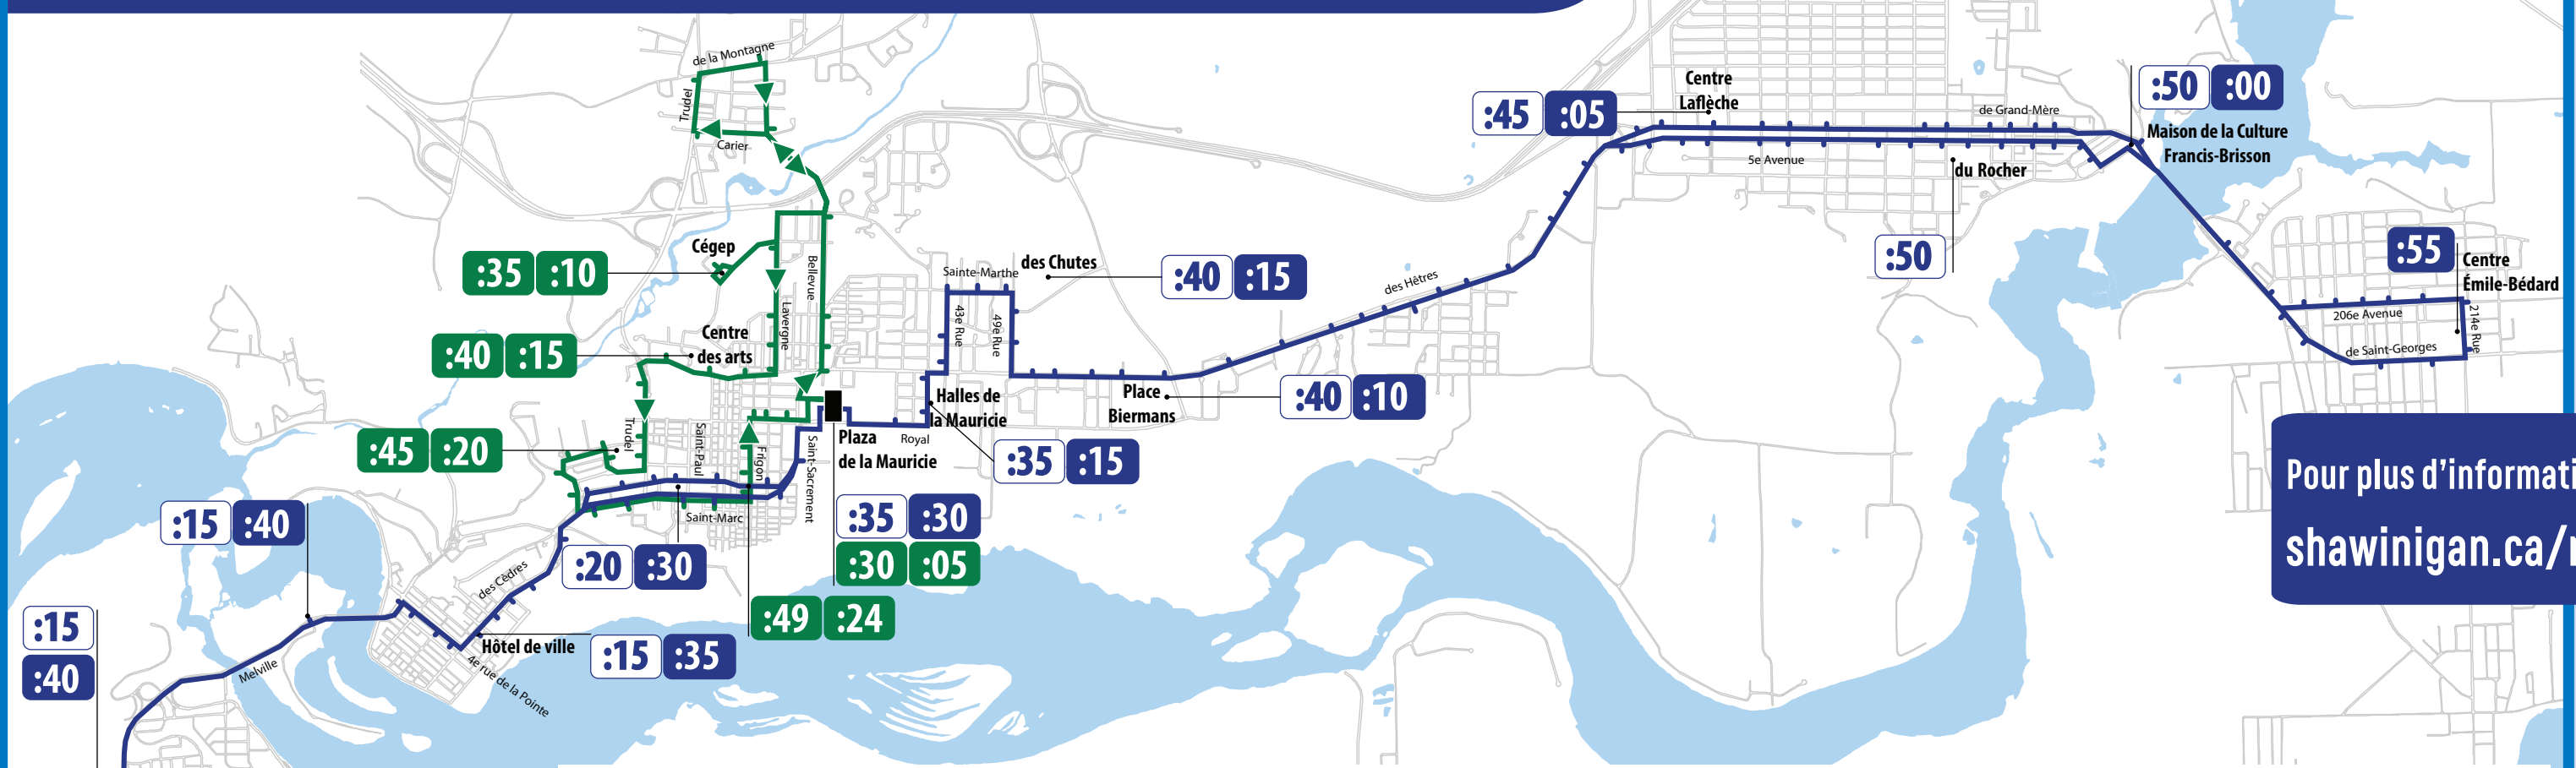 de la Montagne
Trudel
Carier
Cégep
:35 :10
Bellevue
Lavergne
Centre
des arts
:40 :15
Trudel
:45 :20
Saint-Paul
Frigon
Saint-Marc
Saint-Sacrement
Plaza
de la Mauricie
:35 :30
:30 :05
:49 :24
:20 :30
des Cèdres
Hôtel de ville
:15 :35
4e rue de la Pointe
Melville
:15 :40
:15
:40
Royal
Halles de
la Mauricie
:35 :15
Sainte-Marthe
43e Rue
49e Rue
des Chutes
:40 :15
Place
Biermans
:40 :10
des Hêtres
Centre
Laflèche
:45 :05
de Grand-Mère
5e Avenue
du Rocher
:50
:50 :00
Maison de la Culture
Francis-Brisson
:55
Centre
Émile-Bédard
206e Avenue
214e Rue
de Saint-Georges
Pour plus d'informati
shawinigan.ca/